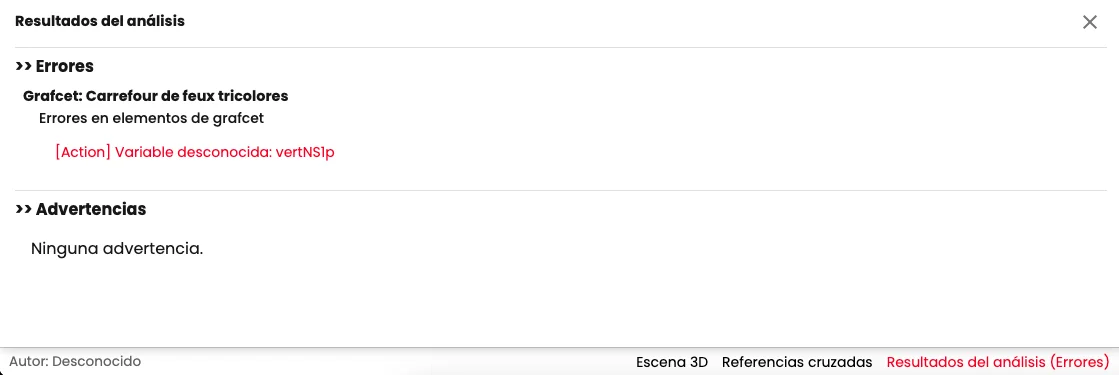 Resultados del análisis
>> Errores
Grafcet: Carrefour de feux tricolores
Errores en elementos de grafcet
[Action] Variable desconocida: vertNS1p
>> Advertencias
Ninguna advertencia.
Autor: Desconocido
Escena 3D Referencias cruzadas Resultados del análisis (Errores)